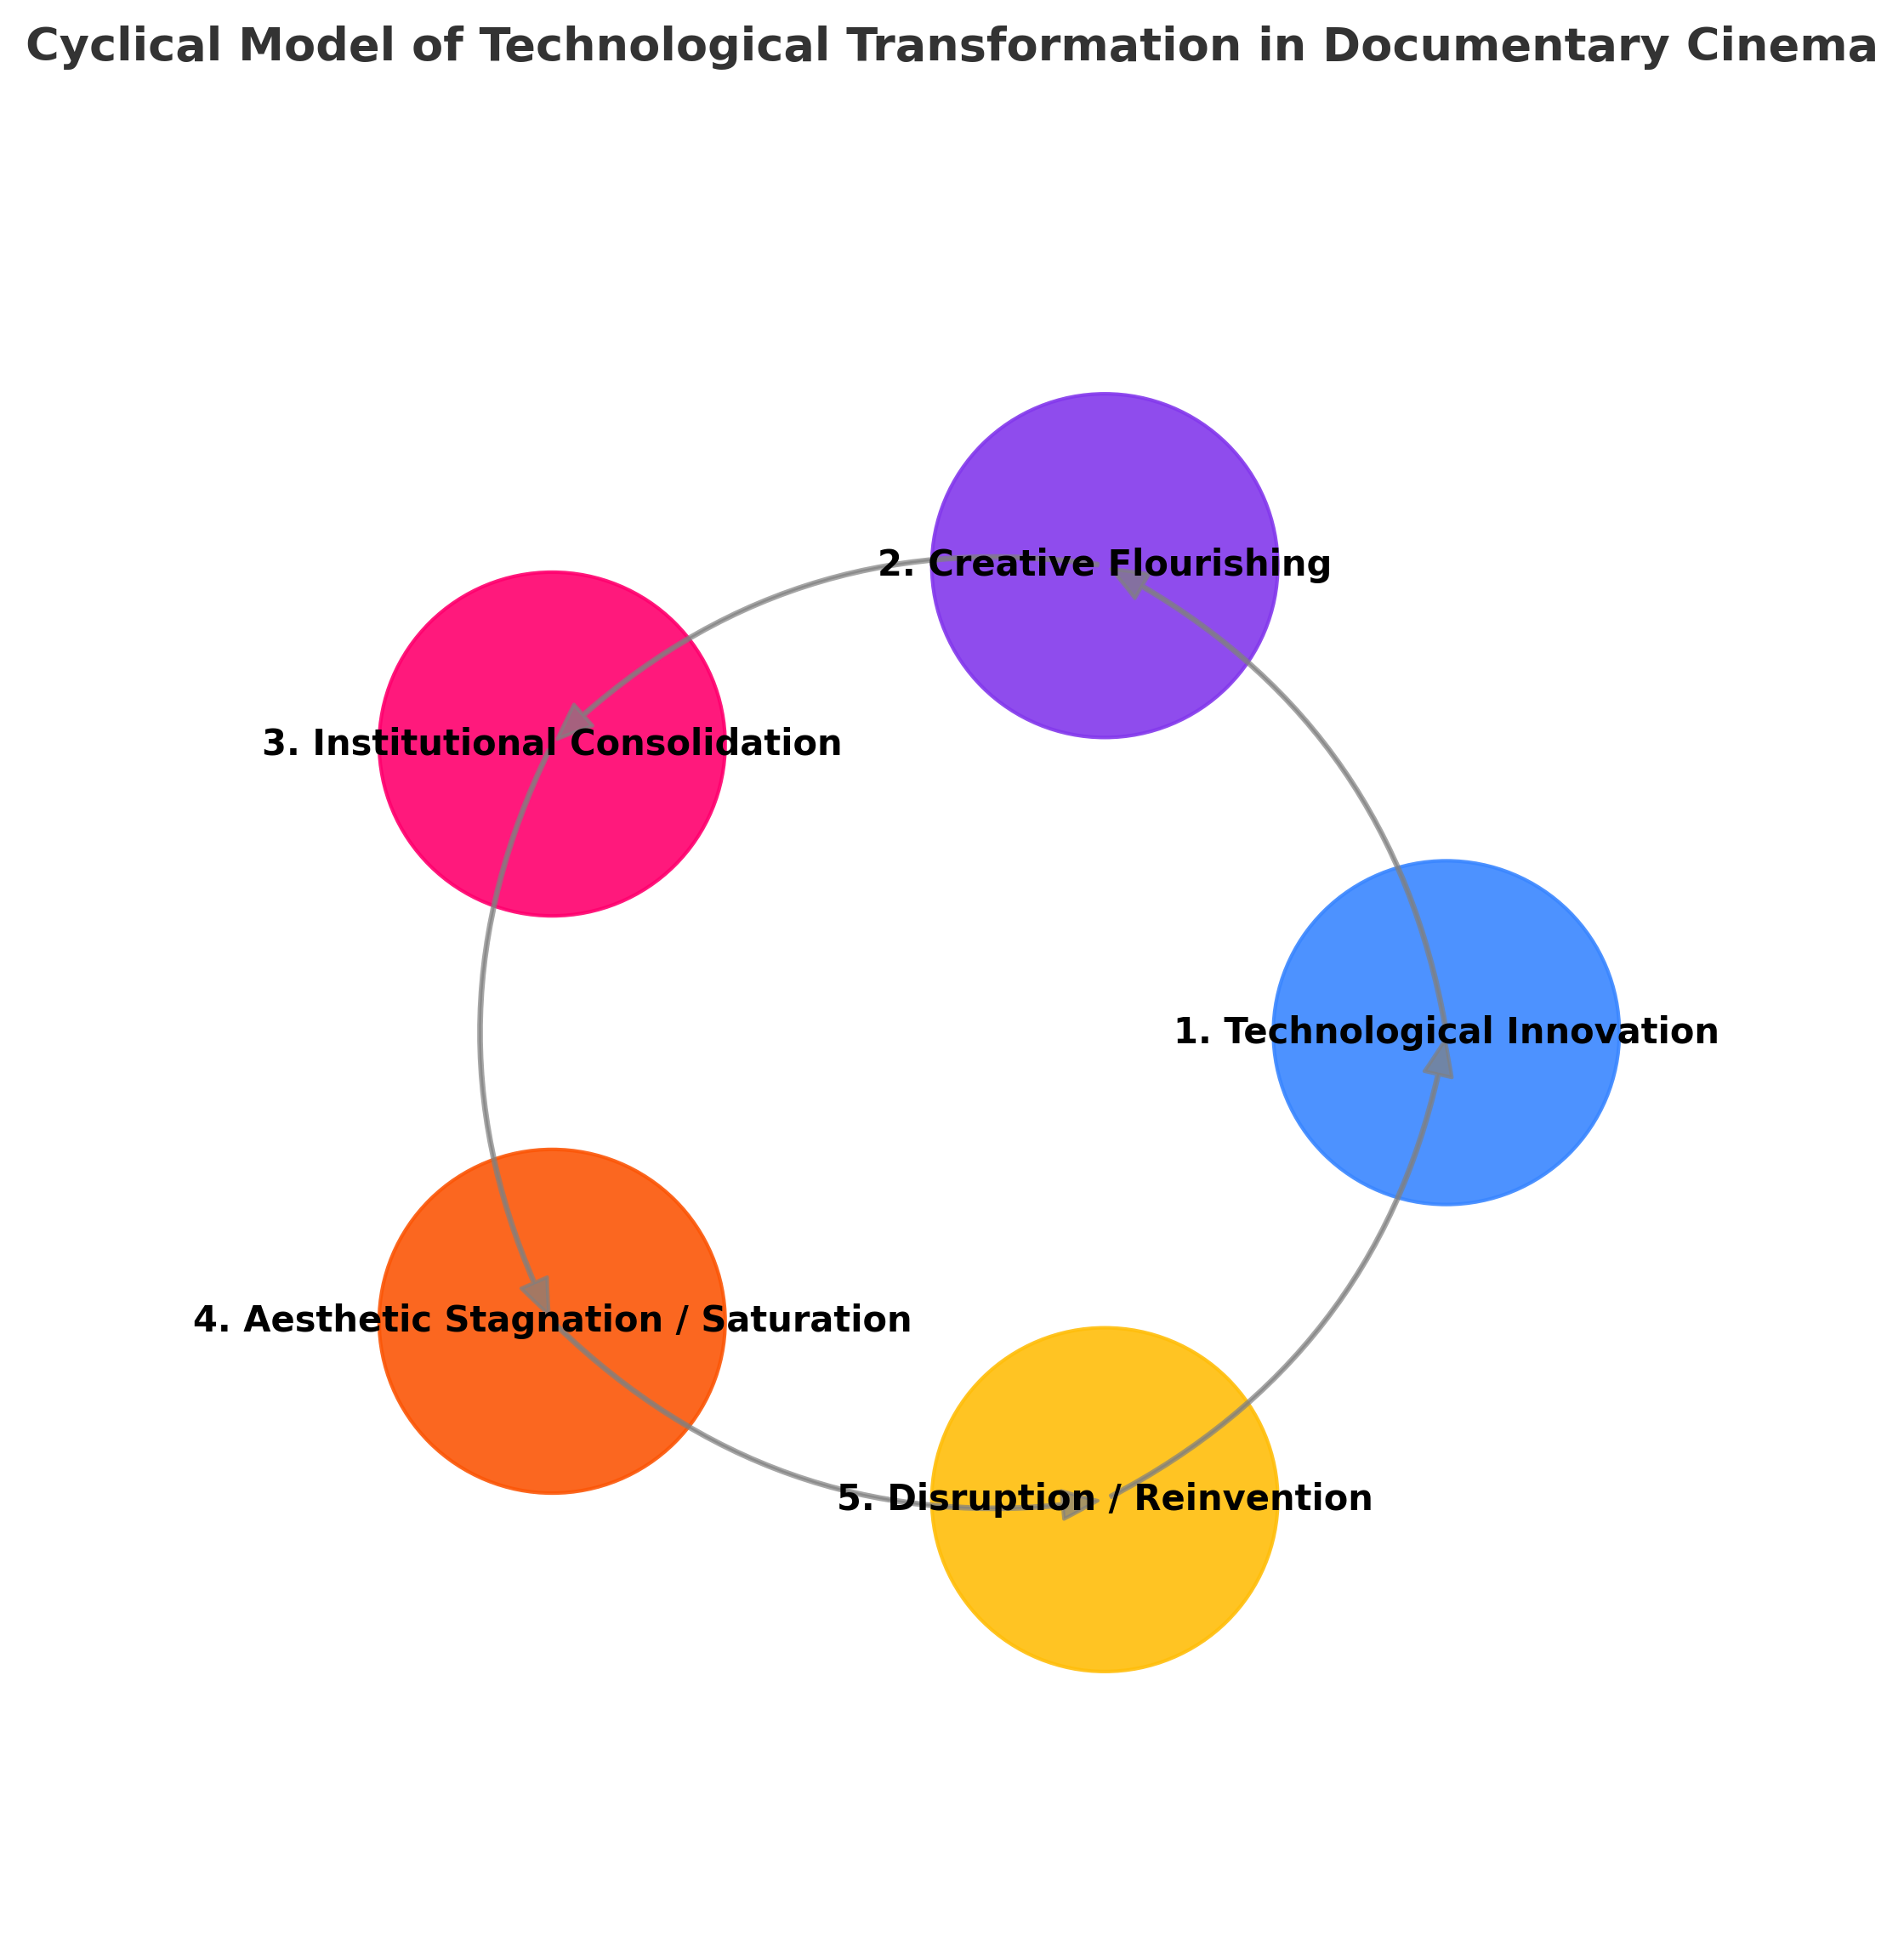 Cyclical Model of Technological Transformation in Documentary Cinema
2. Creative Flourishing
3. Institutional Consolidation
1. Technological Innovation
4. Aesthetic Stagnation / Saturation
5. Disruption / Reinvention